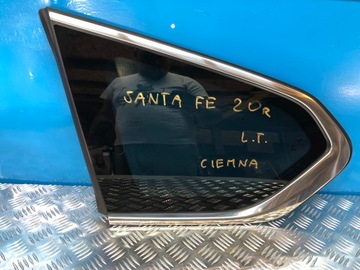 SANTA FE 20R
L.T.
CIEMNA